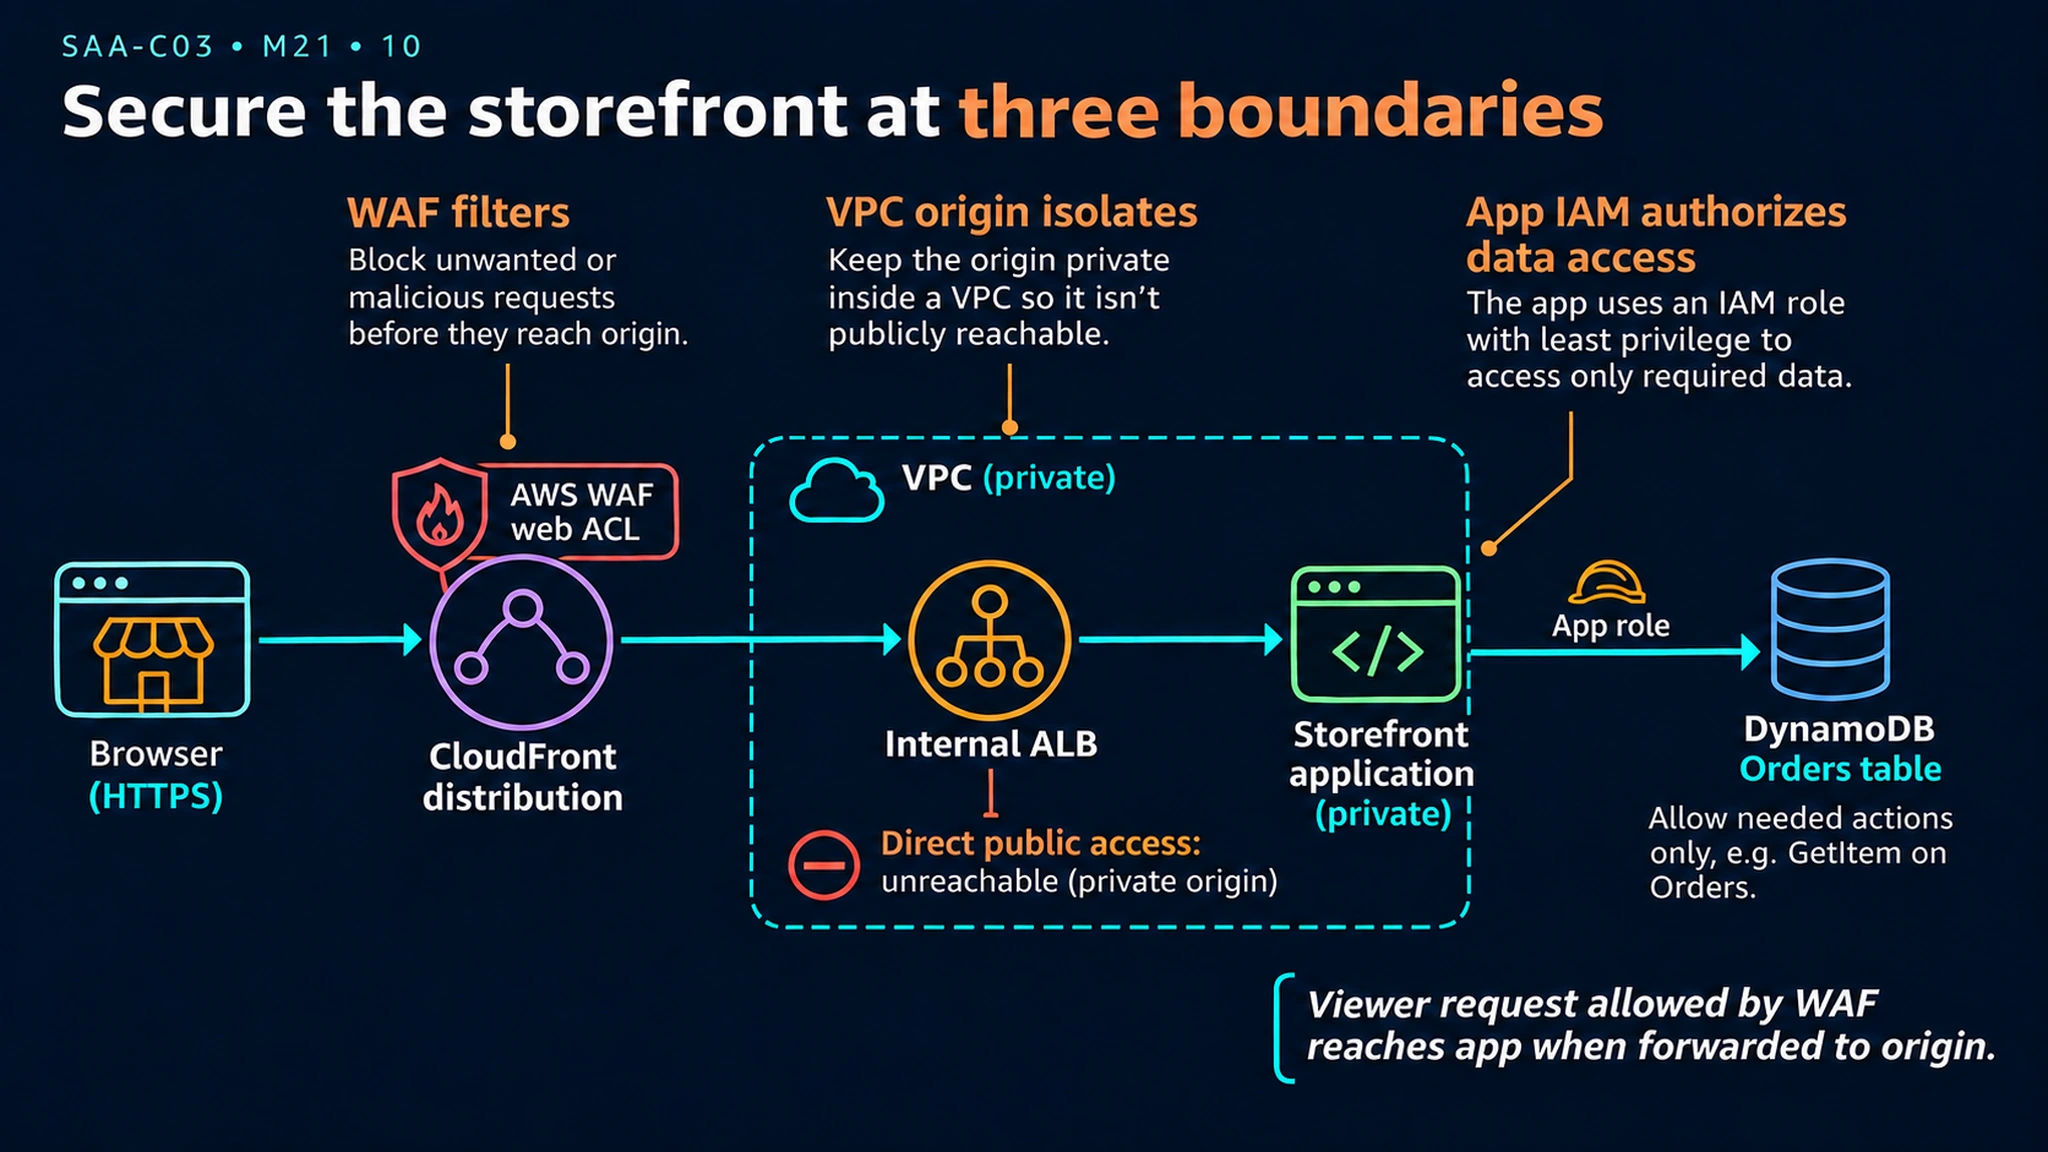 SAA-C03 • M21 • 10
Secure the storefront at three boundaries
WAF filters
Block unwanted or
malicious requests
before they reach origin.
VPC origin isolates
Keep the origin private
inside a VPC so it isn’t
publicly reachable.
App IAM authorizes
data access
The app uses an IAM role
with least privilege to
access only required data.
AWS WAF
web ACL
VPC (private)
Browser
(HTTPS)
CloudFront
distribution
Internal ALB
Direct public access:
unreachable (private origin)
Storefront
application
(private)
App role
DynamoDB
Orders table
Allow needed actions
only, e.g. GetItem on
Orders.
Viewer request allowed by WAF
reaches app when forwarded to origin.